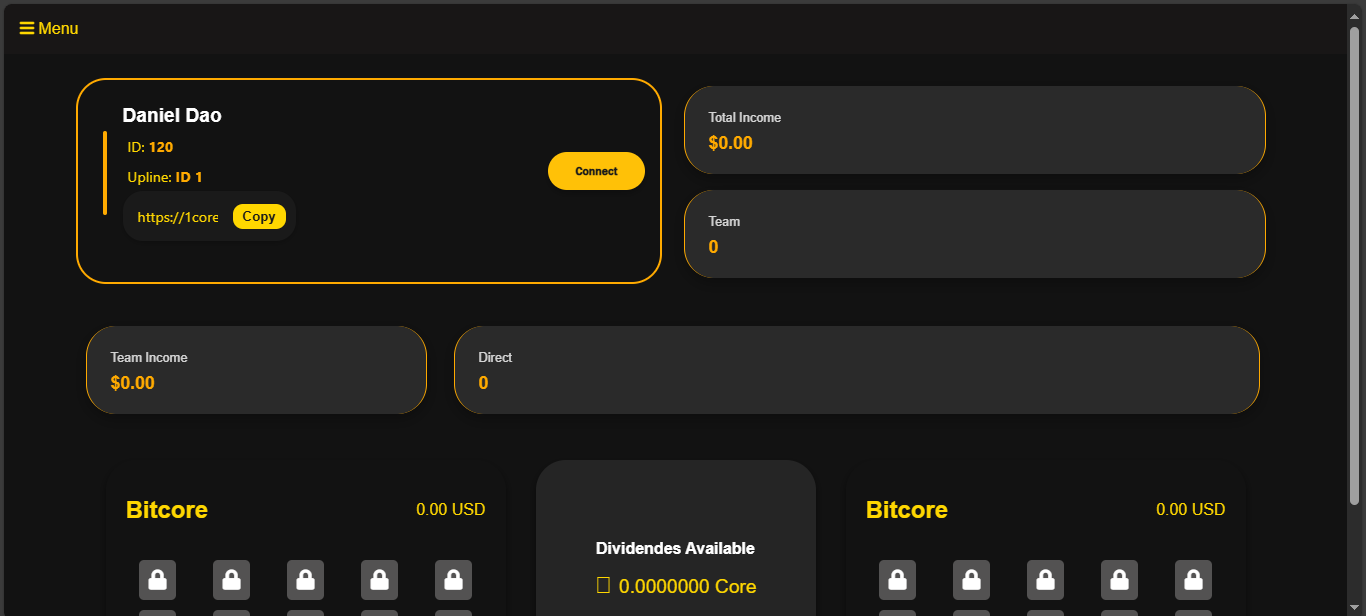 Menu
Daniel Dao
ID: 120
Upline: ID 1
https://1core
Copy
Connect
Total Income
$0.00
Team
0
Team Income
$0.00
Direct
0
Bitcore
0.00 USD
Dividendes Available
0.0000000 Core
Bitcore
0.00 USD